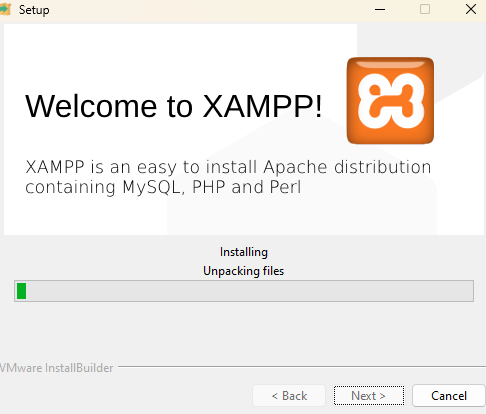 Setup
Welcome to XAMPP!
XAMPP is an easy to install Apache distribution
containing MySQL, PHP and Perl
Installing
Unpacking files
VMware InstallBuilder
< Back
Next >
Cancel